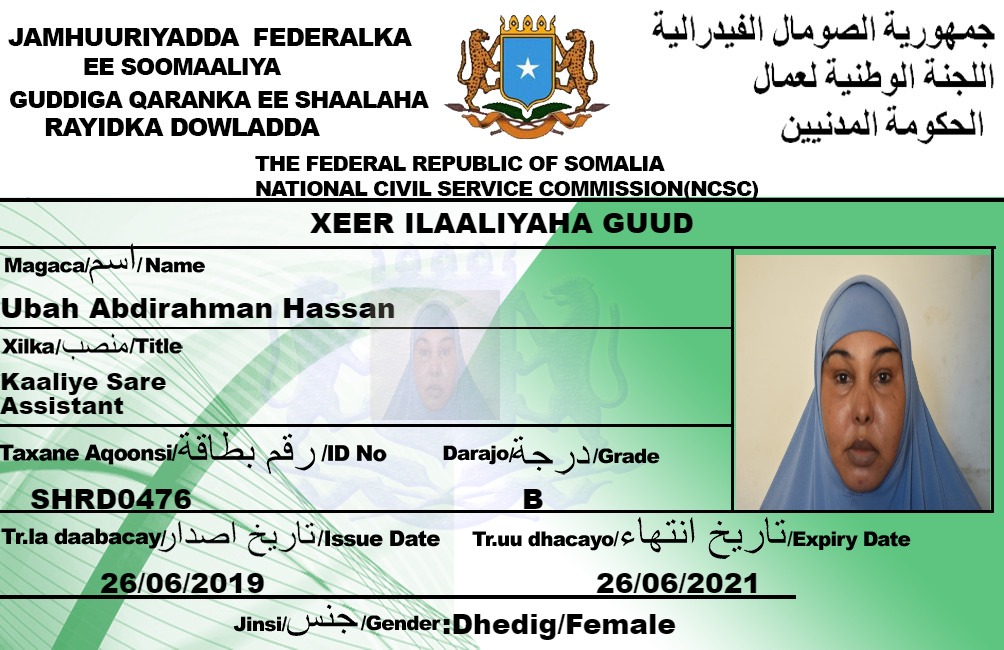 JAMHUURIYADDA FEDERALKA
EE SOOMAALIYA
GUDDIGA QARANKA EE SHAALAHA
RAYIDKA DOWLADDA
جمهورية الصومال الفيدرالية
اللجنة الوطنية لعمال
الحكومة المدنيين
THE FEDERAL REPUBLIC OF SOMALIA
NATIONAL CIVIL SERVICE COMMISSION(NCSC)
XEER ILAALIYAHA GUUD
Magaca/اسم/Name
Ubah Abdirahman Hassan
Xilka/منصب/Title
Kaaliye Sare
Assistant
Taxane Aqoonsi/رقم بطاقة/ID No
Darajo/درجة/Grade
SHRD0476
B
Tr.la daabacay/تاريخ اصدار/Issue Date
Tr.uu dhacayo/تاريخ انتهاء/Expiry Date
26/06/2019
26/06/2021
Jinsi/جنس/Gender:Dhedig/Female